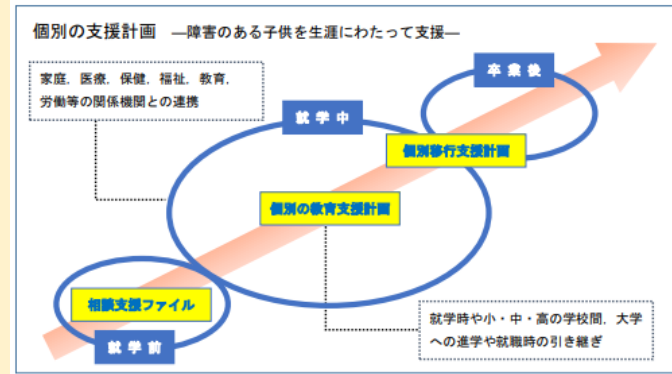 個別の支援計画 ―障害のある子供を生涯にわたって支援―
家庭，医療，保健，福祉，教育，
労働等の関係機関との連携
卒業後
就学中
個別移行支援計画
個別の教育支援計画
相談支援ファイル
就学前
就学時や小・中・高の学校間，大学
への進学や就職時の引き継ぎ